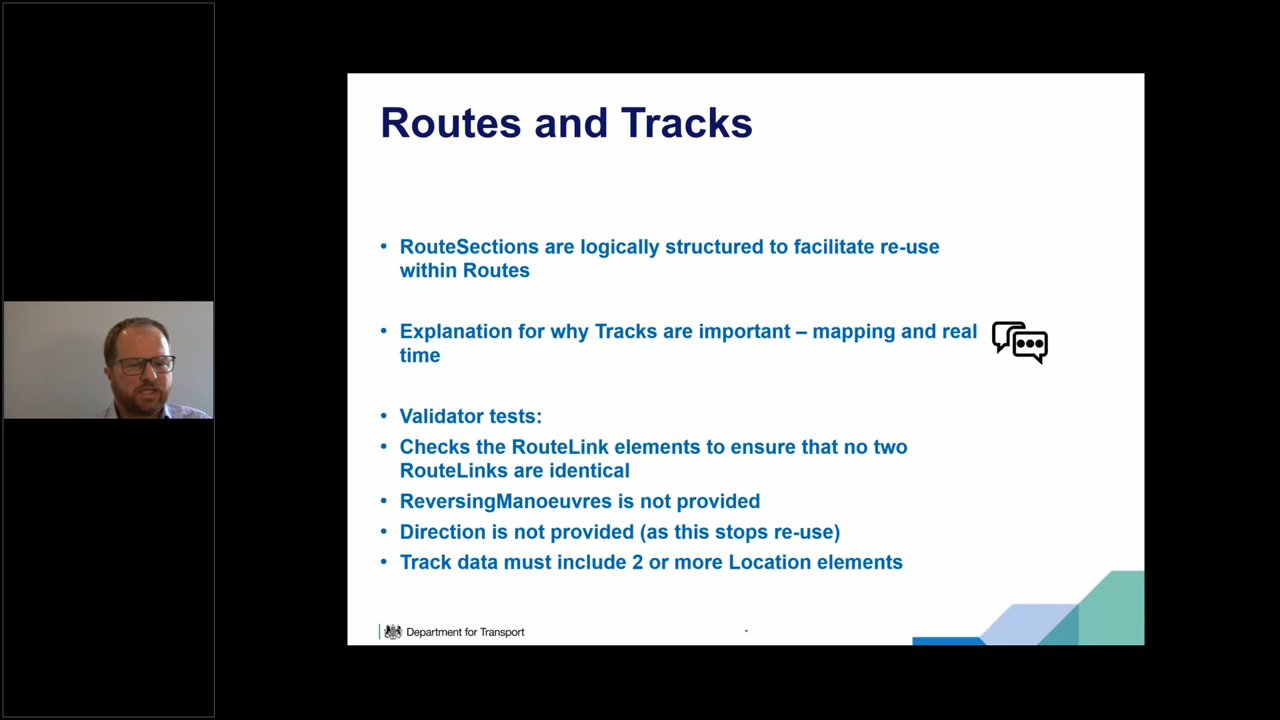 Routes and Tracks
• RouteSections are logically structured to facilitate re-use
within Routes
• Explanation for why Tracks are important – mapping and real
time
• Validator tests:
• Checks the RouteLink elements to ensure that no two
RouteLinks are identical
• ReversingManoeuvres is not provided
• Direction is not provided (as this stops re-use)
• Track data must include 2 or more Location elements
Department for Transport